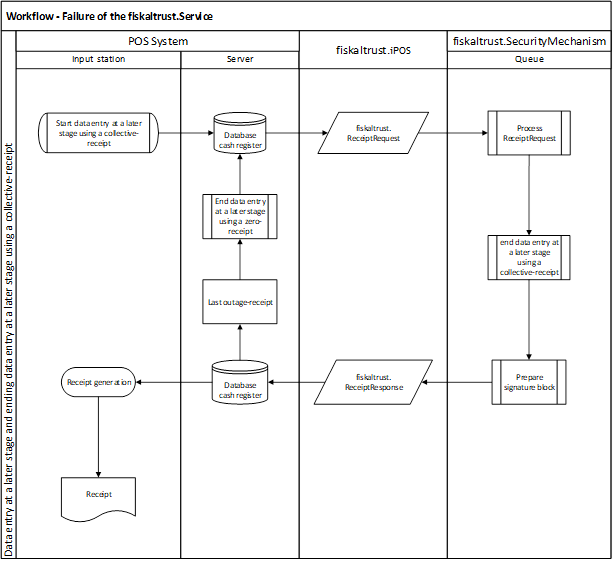 Workflow - Failure of the fiskaltrust.Service
POS System
fiskaltrust.iPOS
fiskaltrust.SecurityMechanism
Input station
Server
Queue
Data entry at a later stage and ending data entry at a later stage using a collective-receipt
Start data entry at a later
stage using a collective-
receipt
Database
cash register
fiskaltrust.
ReceiptRequest
Process
ReceiptRequest
End data entry
at a later stage
using a zero-
receipt
end data entry at
a later stage
using a
collective-receipt
Last outage-receipt
Receipt generation
Database
cash register
fiskaltrust.
ReceiptResponse
Prepare
signature block
Receipt